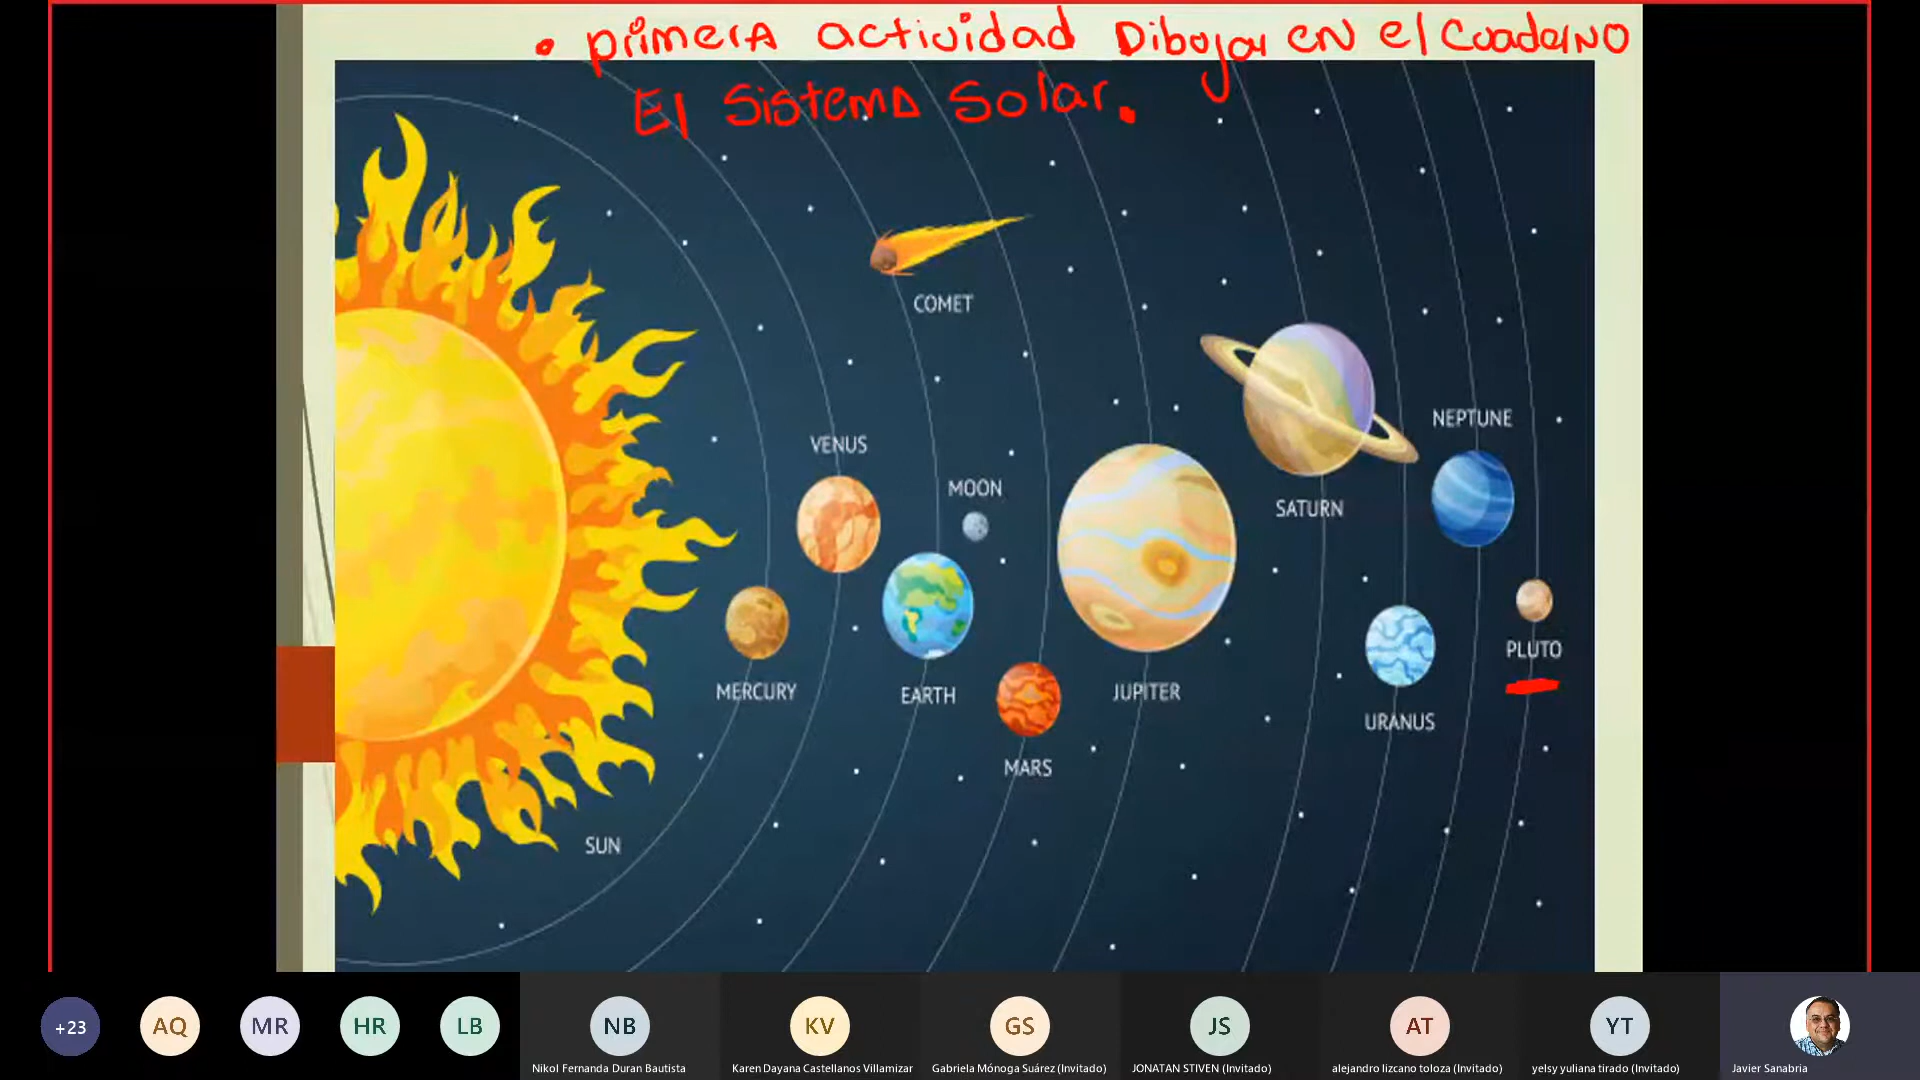 • primera actividad Dibujar en el Cuaderno
El Sistema Solar.
COMET
NEPTUNE
VENUS
MOON
SATURN
PLUTO
MERCURY
EARTH
JUPITER
URANUS
MARS
SUN
+23
AQ
MR
HR
LB
NB
KV
GS
JS
AT
YT
Nikol Fernanda Duran Bautista
Karen Dayana Castellanos Villamizar
Gabriela Mónoga Suárez (Invitado)
JONATAN STIVEN (Invitado)
alejandro lizcano toloza (Invitado)
yelsy yuliana tirado (Invitado)
Javier Sanabria